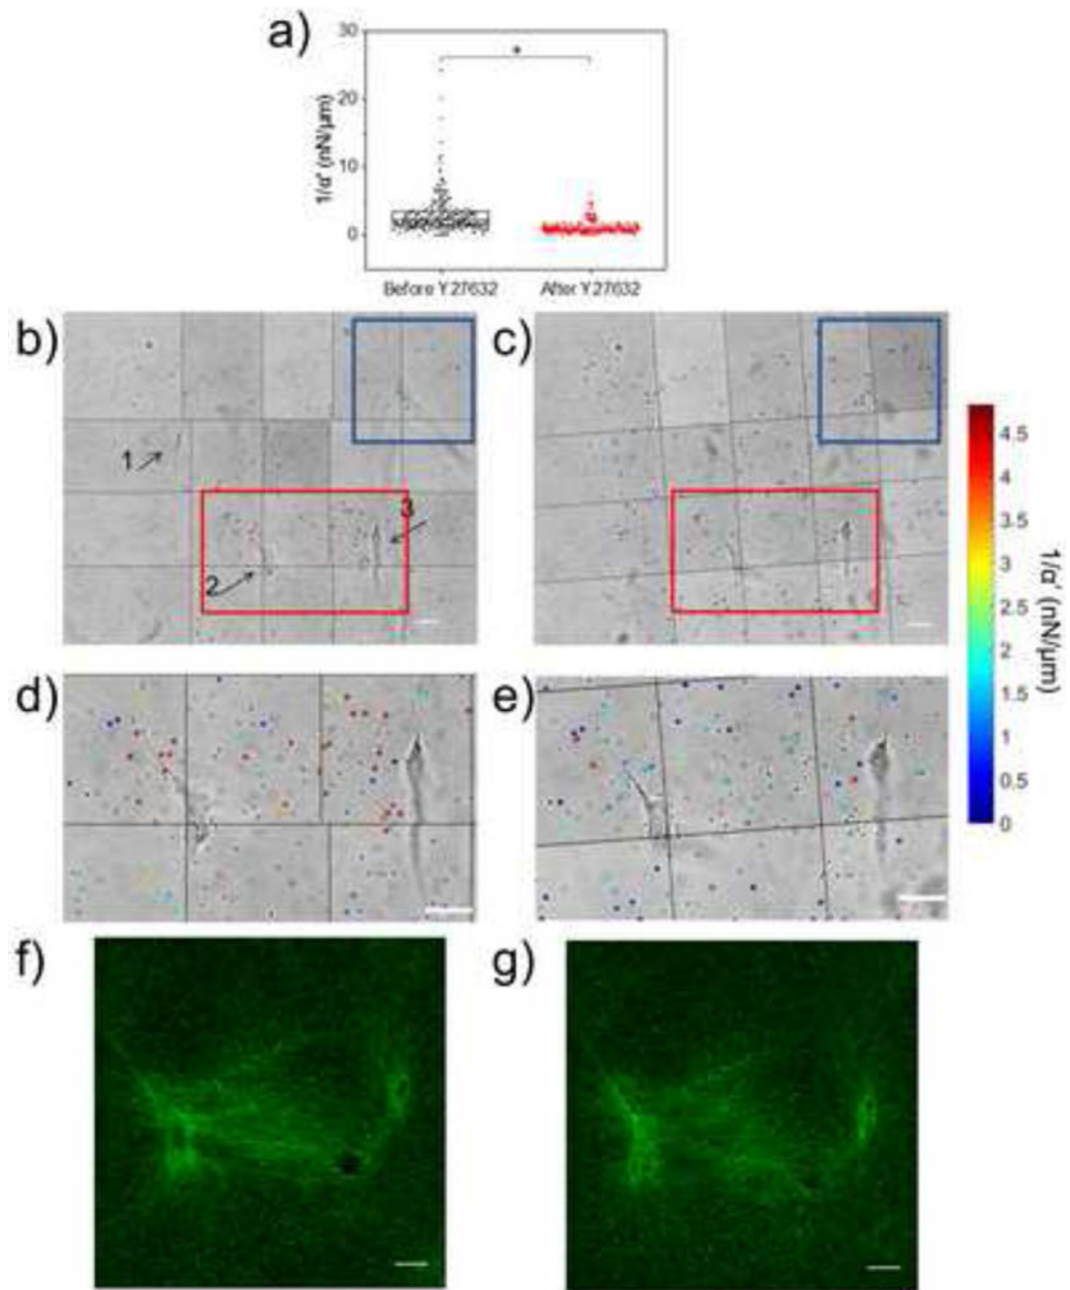 a)
30
*
20
10
0
1/α' (nN/μm)
Before Y27632
After Y27632
b)
1
2
3
c)
d)
e)
4.5
4
3.5
3
2.5
2
1.5
1
0.5
0
1/α' (nN/μm)
f)
g)